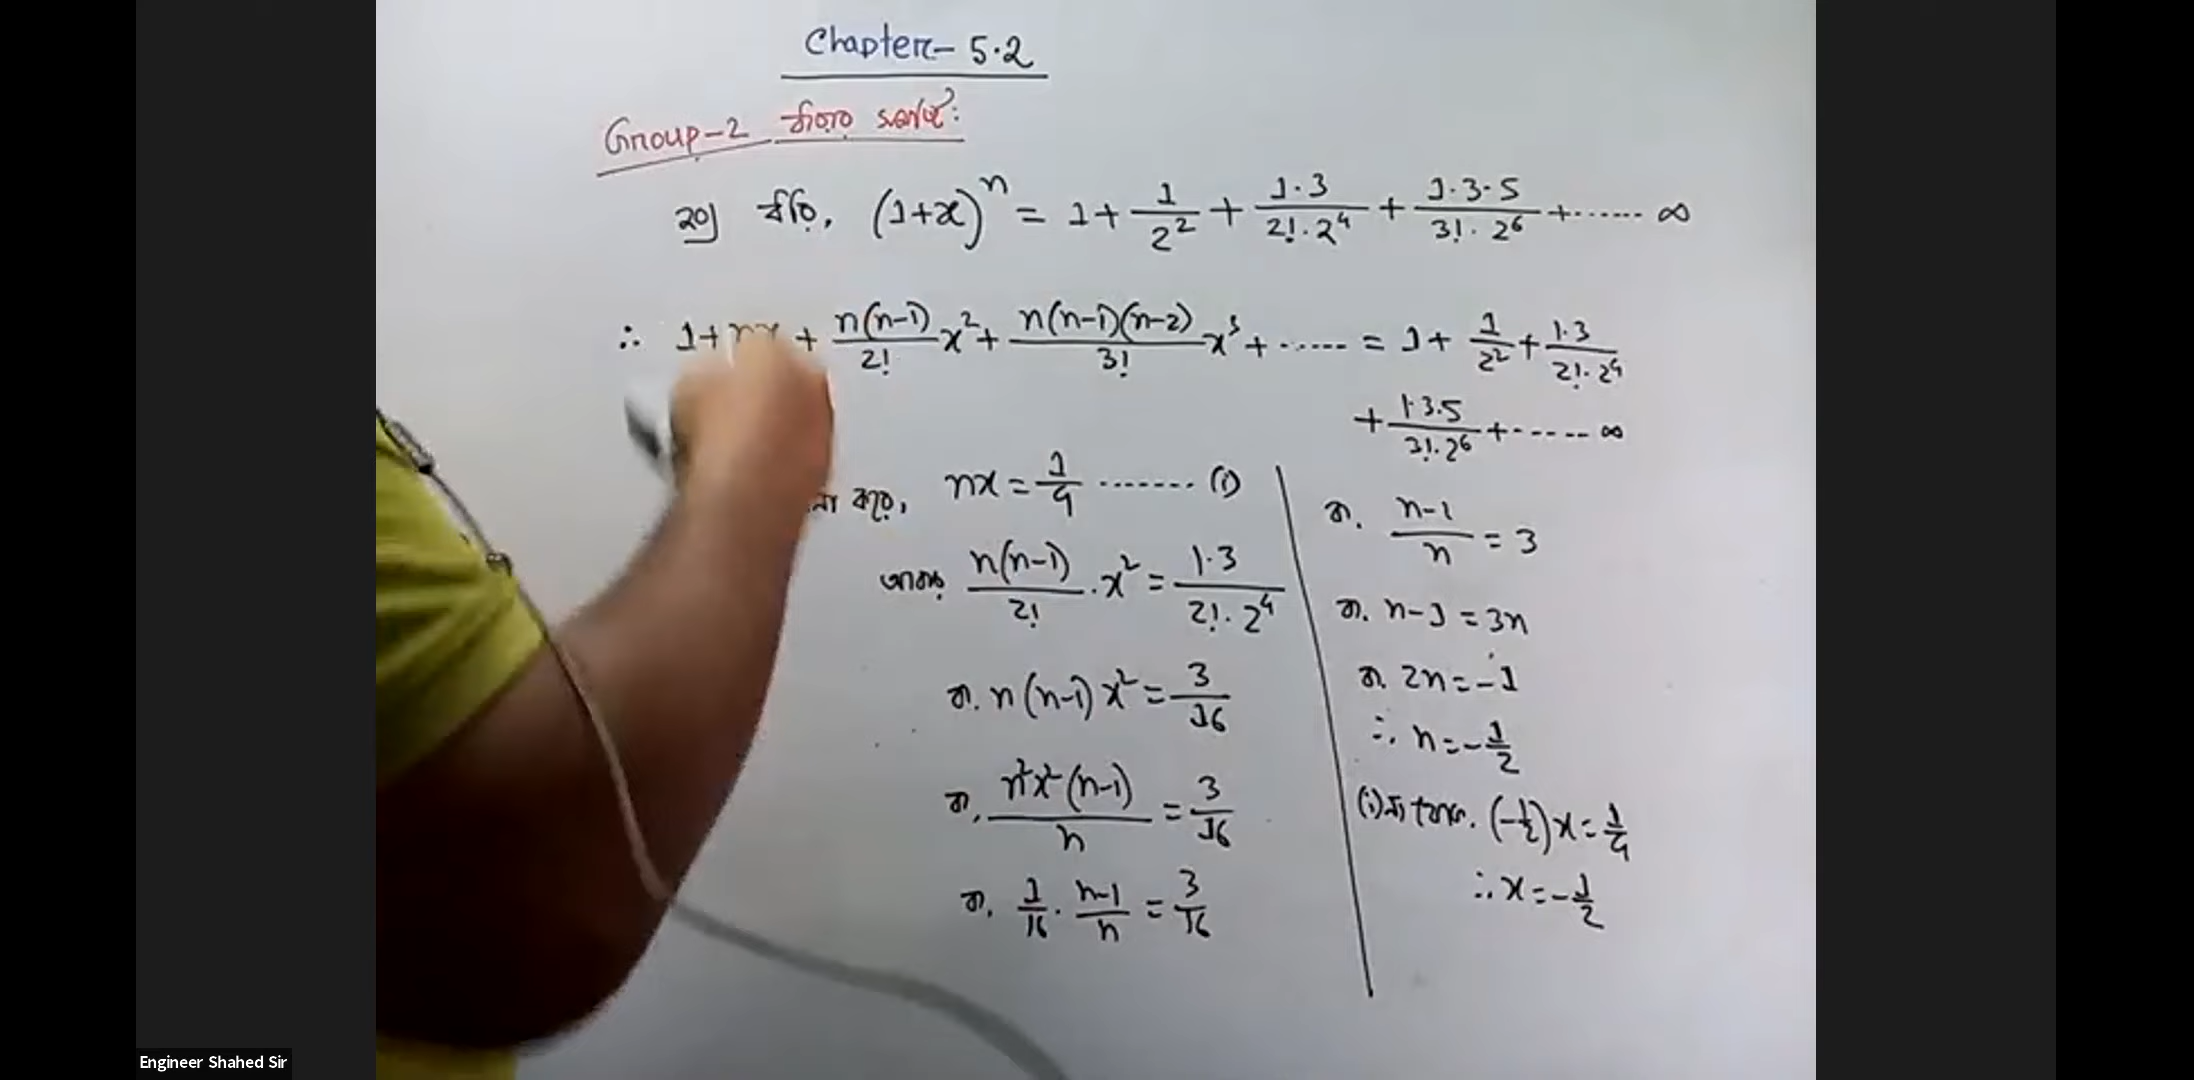 Chapter- 5.2
Group-2
২০) ধরি, (1+x)^n = 1 + 1/2^2 + 1·3/2!·2^4 + 1·3·5/3!·2^6 + ...... ∞
∴ 1 + nx + n(n-1)/2! x^2 + n(n-1)(n-2)/3! x^3 + ...... = 1 + 1/2^2 + 1·3/2!·2^4
+ 1·3·5/3!·2^6 + ...... ∞
করে, nx = 1/4 ....... (i)
n(n-1)/2! · x^2 = 1·3/2!·2^4
বা, n(n-1)x^2 = 3/16
বা, n^2x^2(n-1)/n = 3/16
বা, 1/16 · n-1/n = 3/16
বা, n-1/n = 3
বা, n-1 = 3n
বা, 2n = -1
∴ n = -1/2
(i) (-1/2)x = 1/4
∴ x = -1/2
Engineer Shahed Sir